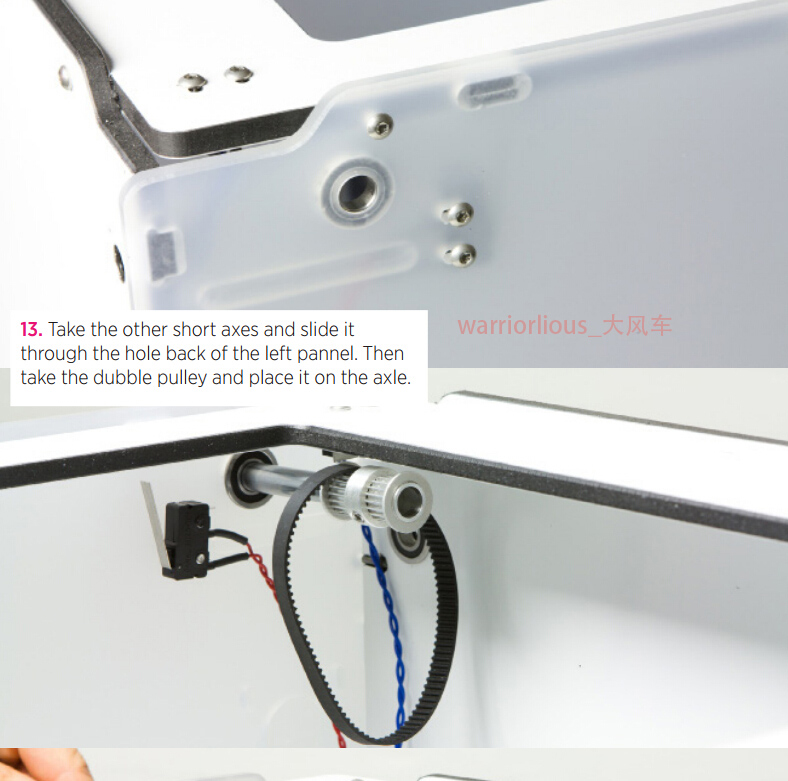 13. Take the other short axes and slide it
through the hole back of the left pannel. Then
take the dubble pulley and place it on the axle.
warriorlious_大风车